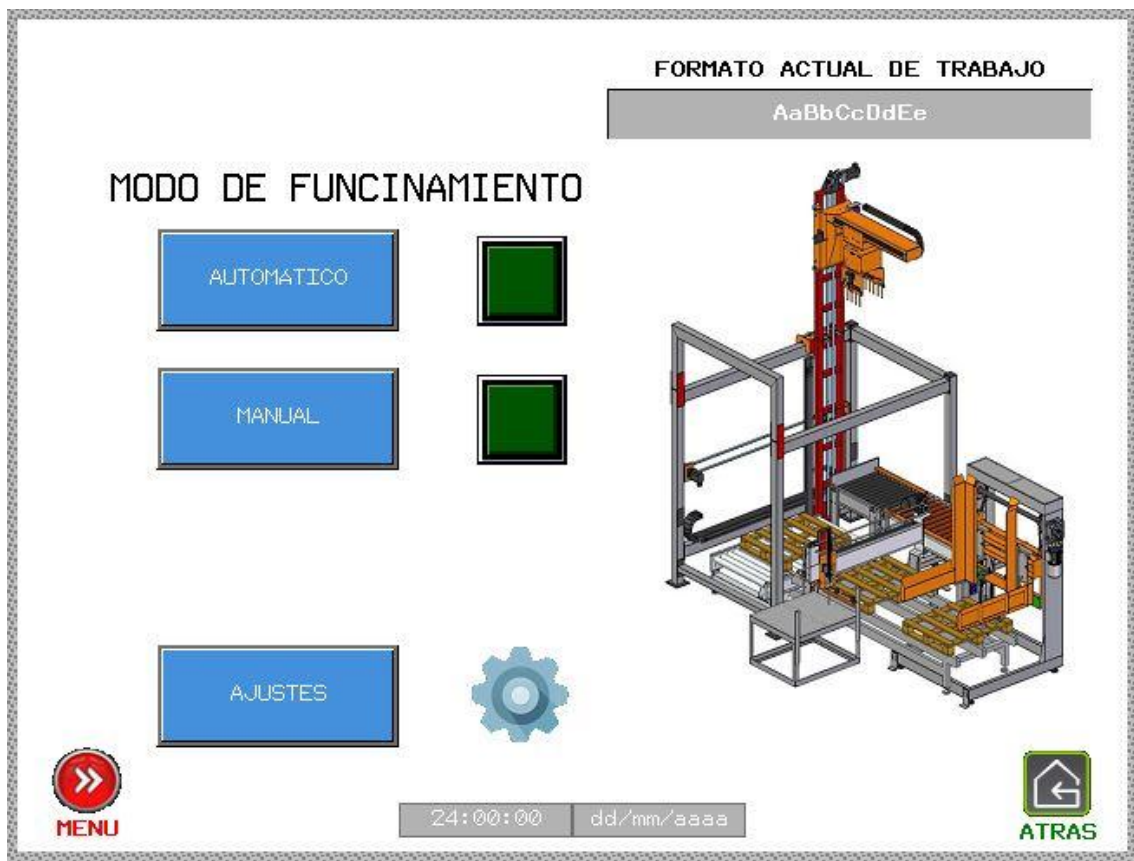 FORMATO ACTUAL DE TRABAJO
AaBbCcDdEe
MODO DE FUNCINAMIENTO
AUTOMATICO
MANUAL
AJUSTES
MENU
24:00:00 dd/mm/aaaa
ATRAS